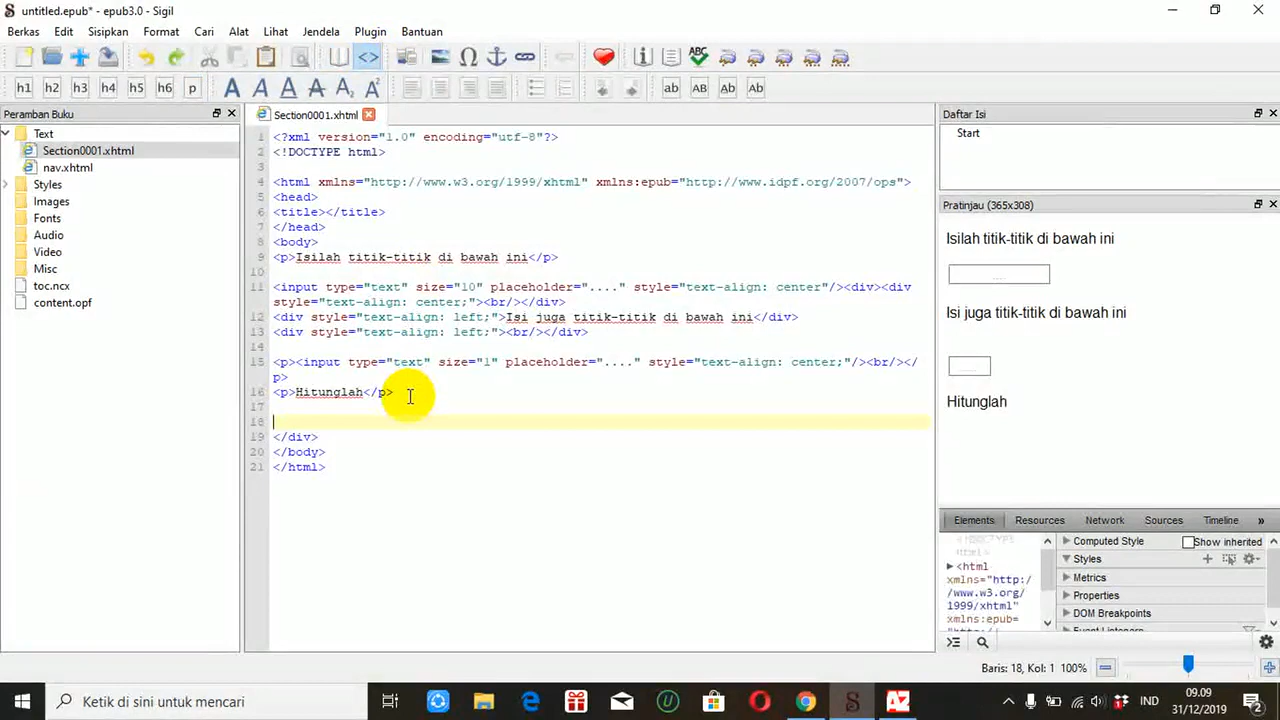 untitled.epub* - epub3.0 - Sigil
Berkas Edit Sisipkan Format Cari Alat Lihat Jendela Plugin Bantuan
h1 h2 h3 h4 h5 h6 p A A A A A₂ A² ab AB Ab Ab
Peramban Buku
Text
Section0001.xhtml
nav.xhtml
Styles
Images
Fonts
Audio
Video
Misc
toc.ncx
content.opf
Section0001.xhtml
1 <?xml version="1.0" encoding="utf-8"?>
2 <!DOCTYPE html>
3
4 <html xmlns="http://www.w3.org/1999/xhtml" xmlns:epub="http://www.idpf.org/2007/ops">
5 <head>
6 <title></title>
7 </head>
8 <body>
9 <p>Isilah titik-titik di bawah ini</p>
10
11 <input type="text" size="10" placeholder="...." style="text-align: center"/><div><div
style="text-align: center;"><br/></div>
12 <div style="text-align: left;">Isi juga titik-titik di bawah ini</div>
13 <div style="text-align: left;"><br/></div>
14
15 <p><input type="text" size="1" placeholder="...." style="text-align: center;"/><br/></
p>
16 <p>Hitunglah</p>
17
18
19 </div>
20 </body>
21 </html>
Daftar Isi
Start
Pratinjau (365x308)
Isilah titik-titik di bawah ini
....
Isi juga titik-titik di bawah ini
....
Hitunglah
Elements Resources Network Sources Timeline »
<html
xmlns="http:/
/www.w3.org/
1999/xhtml"
xmlns:epub=
Computed Style Show inherited
Styles
Metrics
Properties
DOM Breakpoints
Event Listeners
Baris: 18, Kol: 1 100%
Ketik di sini untuk mencari
IND
09.09
31/12/2019
2